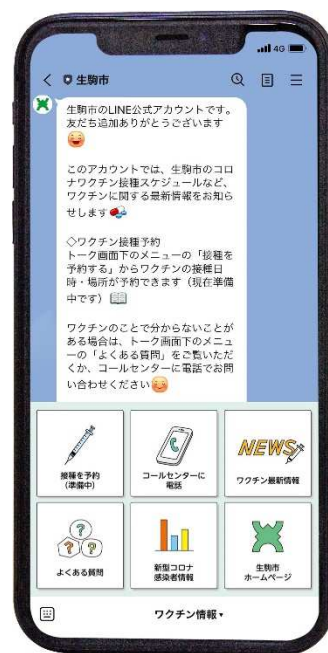 4G
生駒市
生駒市のLINE公式アカウントです。
友だち追加ありがとうございます
このアカウントでは、生駒市のコロ
ナワクチン接種スケジュールなど、
ワクチンに関する最新情報をお知ら
せします
◇ワクチン接種予約
トーク画面下のメニューの「接種を
予約する」からワクチンの接種日
時・場所が予約できます（現在準備
中です）
ワクチンのことで分からないことが
ある場合は、トーク画面下のメニュ
ーの「よくある質問」をご覧いただ
くか、コールセンターに電話でお問
い合わせください
接種を予約
（準備中）
コールセンターに
電話
NEWS
ワクチン最新情報
よくある質問
新型コロナ
感染者情報
生駒市
ホームページ
ワクチン情報▾